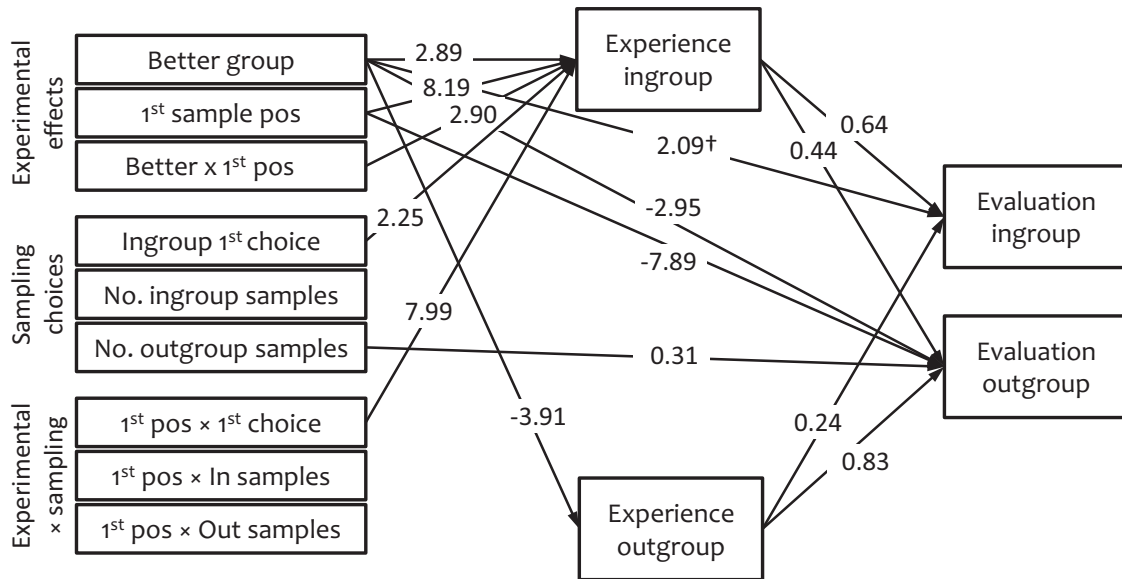 Experimental
effects
Better group
1st sample pos
Better x 1st pos
Sampling
choices
Ingroup 1st choice
No. ingroup samples
No. outgroup samples
Experimental
× sampling
1st pos × 1st choice
1st pos × In samples
1st pos × Out samples
2.89
8.19
2.90
2.25
7.99
-3.91
2.09†
-2.95
-7.89
0.31
Experience
ingroup
Experience
outgroup
0.64
0.44
0.24
0.83
Evaluation
ingroup
Evaluation
outgroup